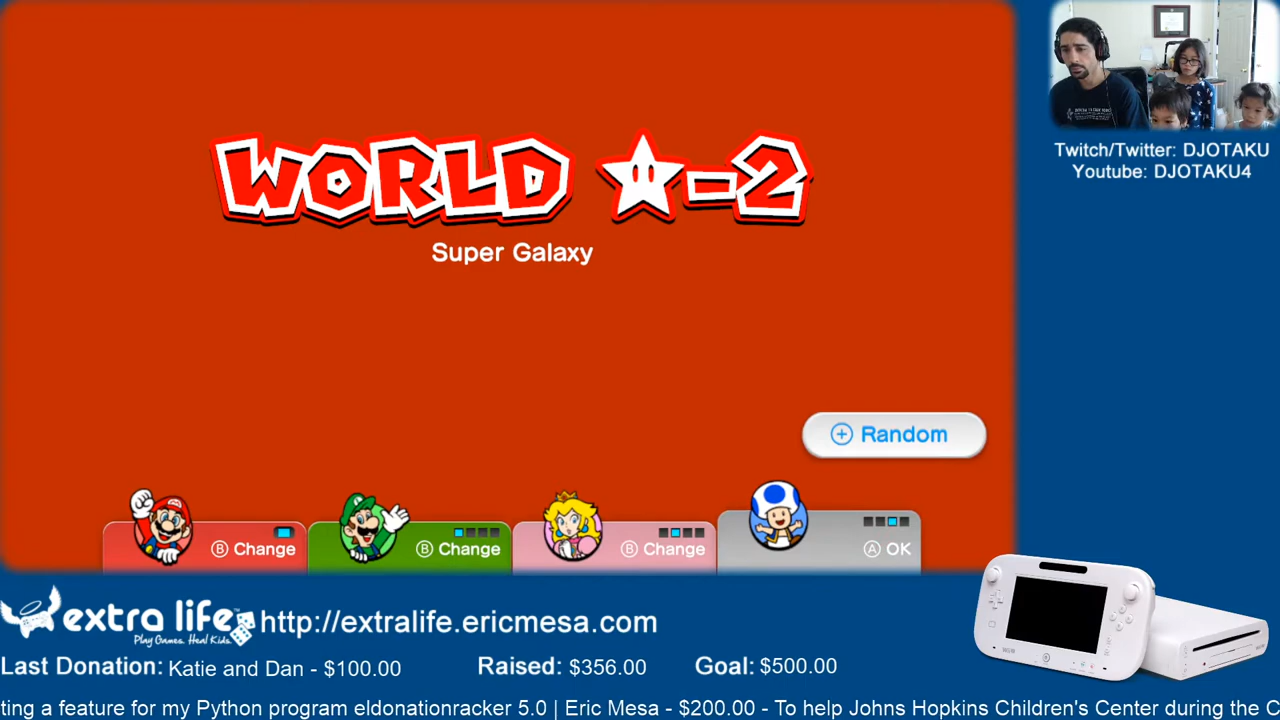 WORLD ★-2
Super Galaxy
Twitch/Twitter: DJOTAKU
Youtube: DJOTAKU4
+ Random
B Change
B Change
B Change
A OK
extra life
Play Games. Heal Kids.
http://extralife.ericmesa.com
Last Donation: Katie and Dan - $100.00 Raised: $356.00 Goal: $500.00
ting a feature for my Python program eldonationracker 5.0 | Eric Mesa - $200.00 - To help Johns Hopkins Children's Center during the C